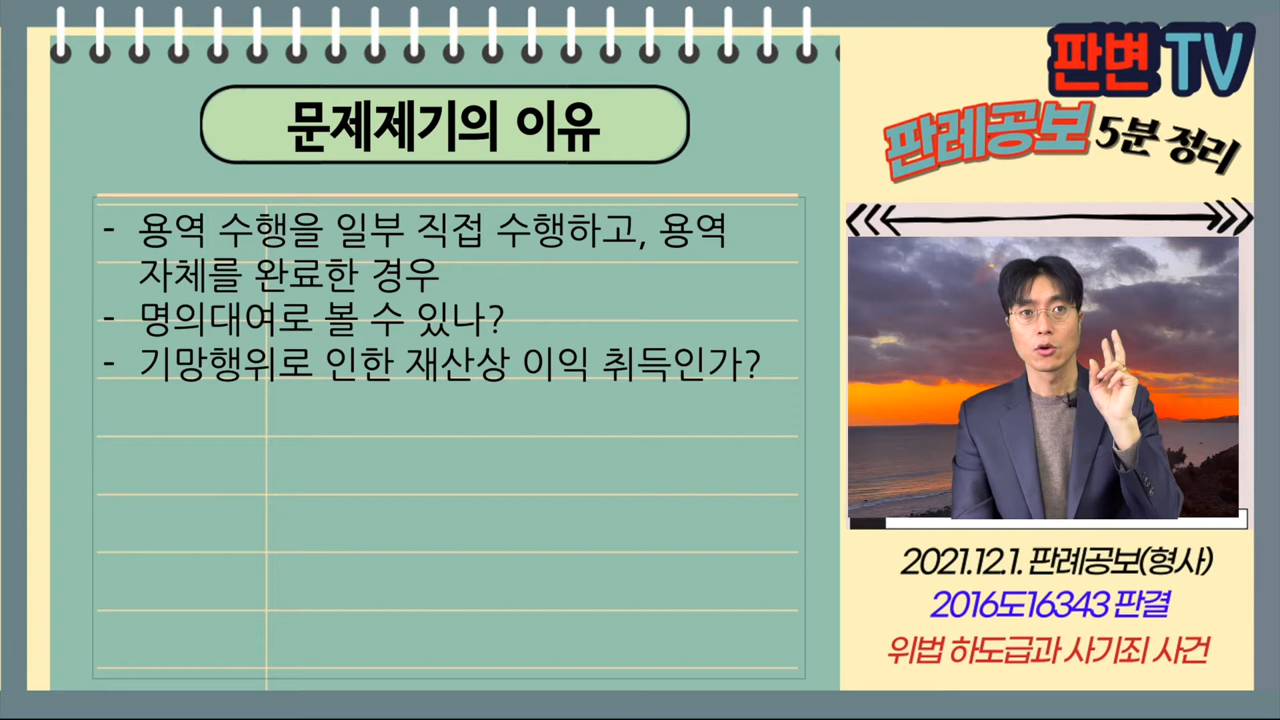 문제제기의 이유
- 용역 수행을 일부 직접 수행하고, 용역
자체를 완료한 경우
- 명의대여로 볼 수 있나?
- 기망행위로 인한 재산상 이익 취득인가?
판변 TV
판례공보 5분 정리
2021.12.1. 판례공보(형사)
2016도16343 판결
위법 하도급과 사기죄 사건